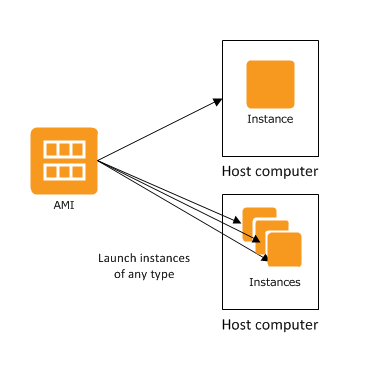 Instance
Host computer
AMI
Launch instances
of any type
Instances
Host computer